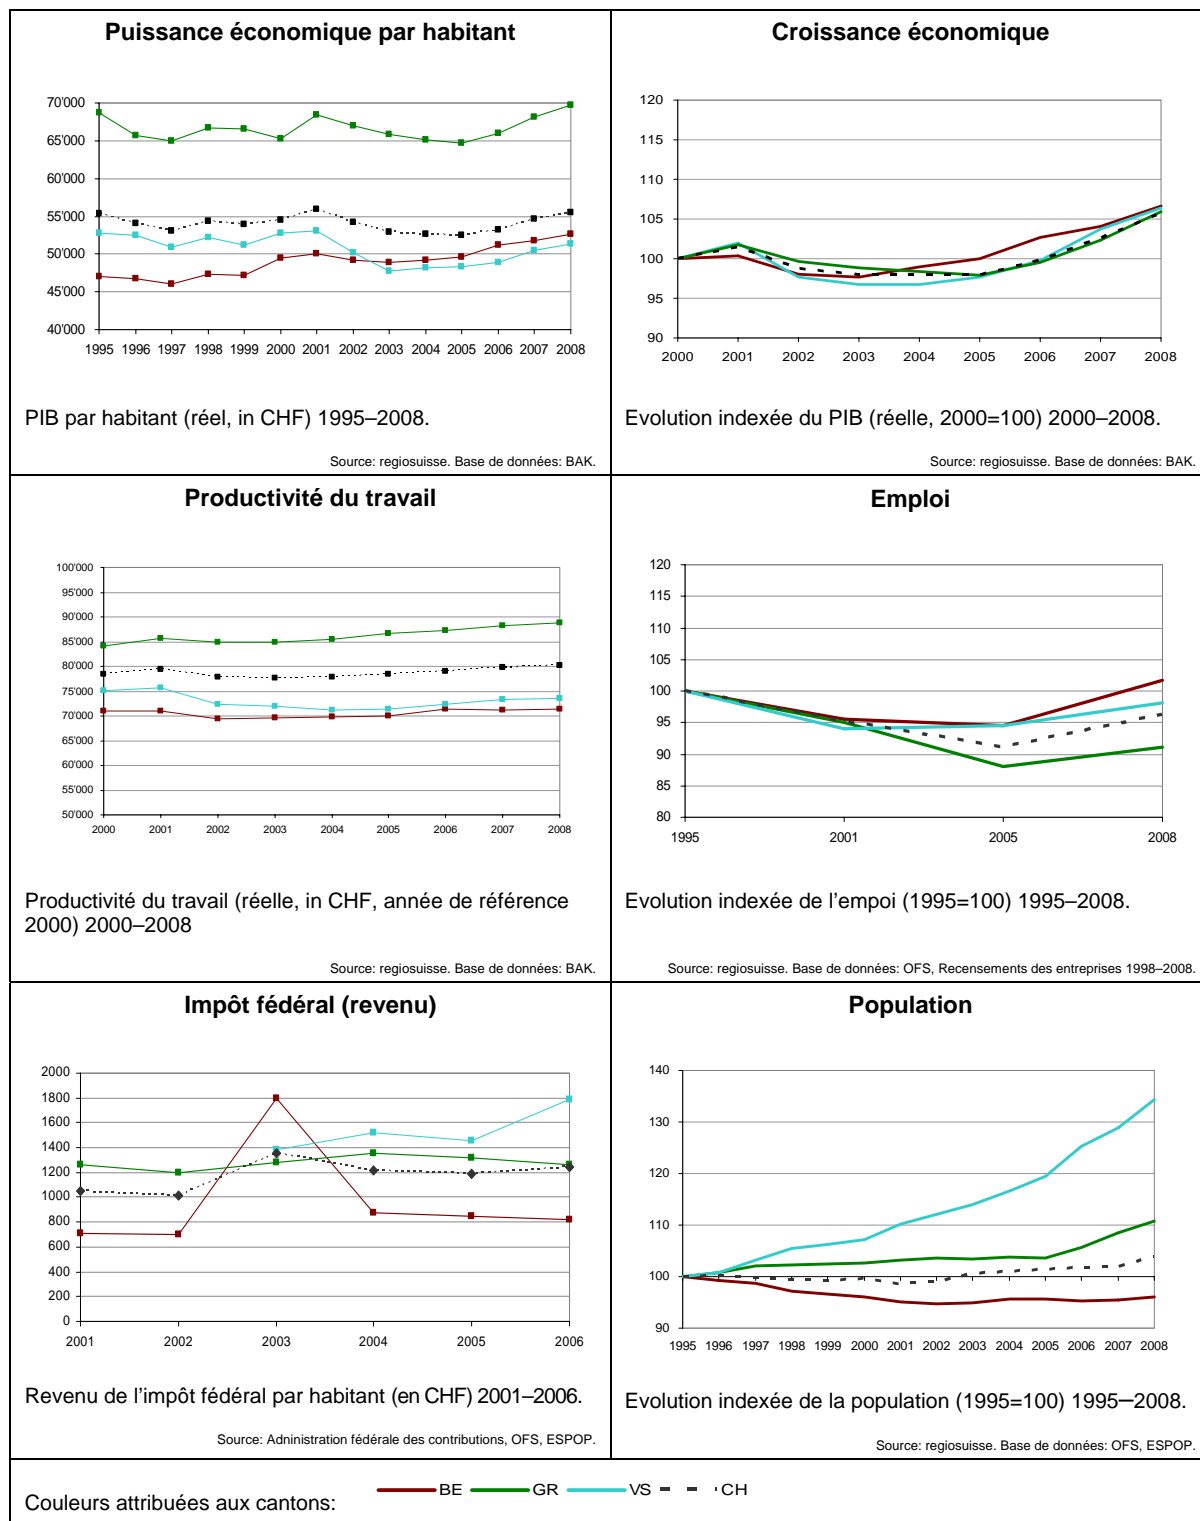 Puissance économique par habitant
70'000
65'000
60'000
55'000
50'000
45'000
40'000
1995 1996 1997 1998 1999 2000 2001 2002 2003 2004 2005 2006 2007 2008
PIB par habitant (réel, in CHF) 1995–2008.
Source: regiosuisse. Base de données: BAK.
Croissance économique
120
115
110
105
100
95
90
2000 2001 2002 2003 2004 2005 2006 2007 2008
Evolution indexée du PIB (réelle, 2000=100) 2000–2008.
Source: regiosuisse. Base de données: BAK.
Productivité du travail
100'000
95'000
90'000
85'000
80'000
75'000
70'000
65'000
60'000
55'000
50'000
2000 2001 2002 2003 2004 2005 2006 2007 2008
Productivité du travail (réelle, in CHF, année de référence
2000) 2000–2008
Source: regiosuisse. Base de données: BAK.
Emploi
120
115
110
105
100
95
90
85
80
1995 2001 2005 2008
Evolution indexée de l'empoi (1995=100) 1995–2008.
Source: regiosuisse. Base de données: OFS, Recensements des entreprises 1998–2008.
Impôt fédéral (revenu)
2000
1800
1600
1400
1200
1000
800
600
400
200
0
2001 2002 2003 2004 2005 2006
Revenu de l'impôt fédéral par habitant (en CHF) 2001–2006.
Source: Adninistration fédérale des contributions, OFS, ESPOP.
Population
140
130
120
110
100
90
1995 1996 1997 1998 1999 2000 2001 2002 2003 2004 2005 2006 2007 2008
Evolution indexée de la population (1995=100) 1995–2008.
Source: regiosuisse. Base de données: OFS, ESPOP.
Couleurs attribuées aux cantons: BE GR VS CH